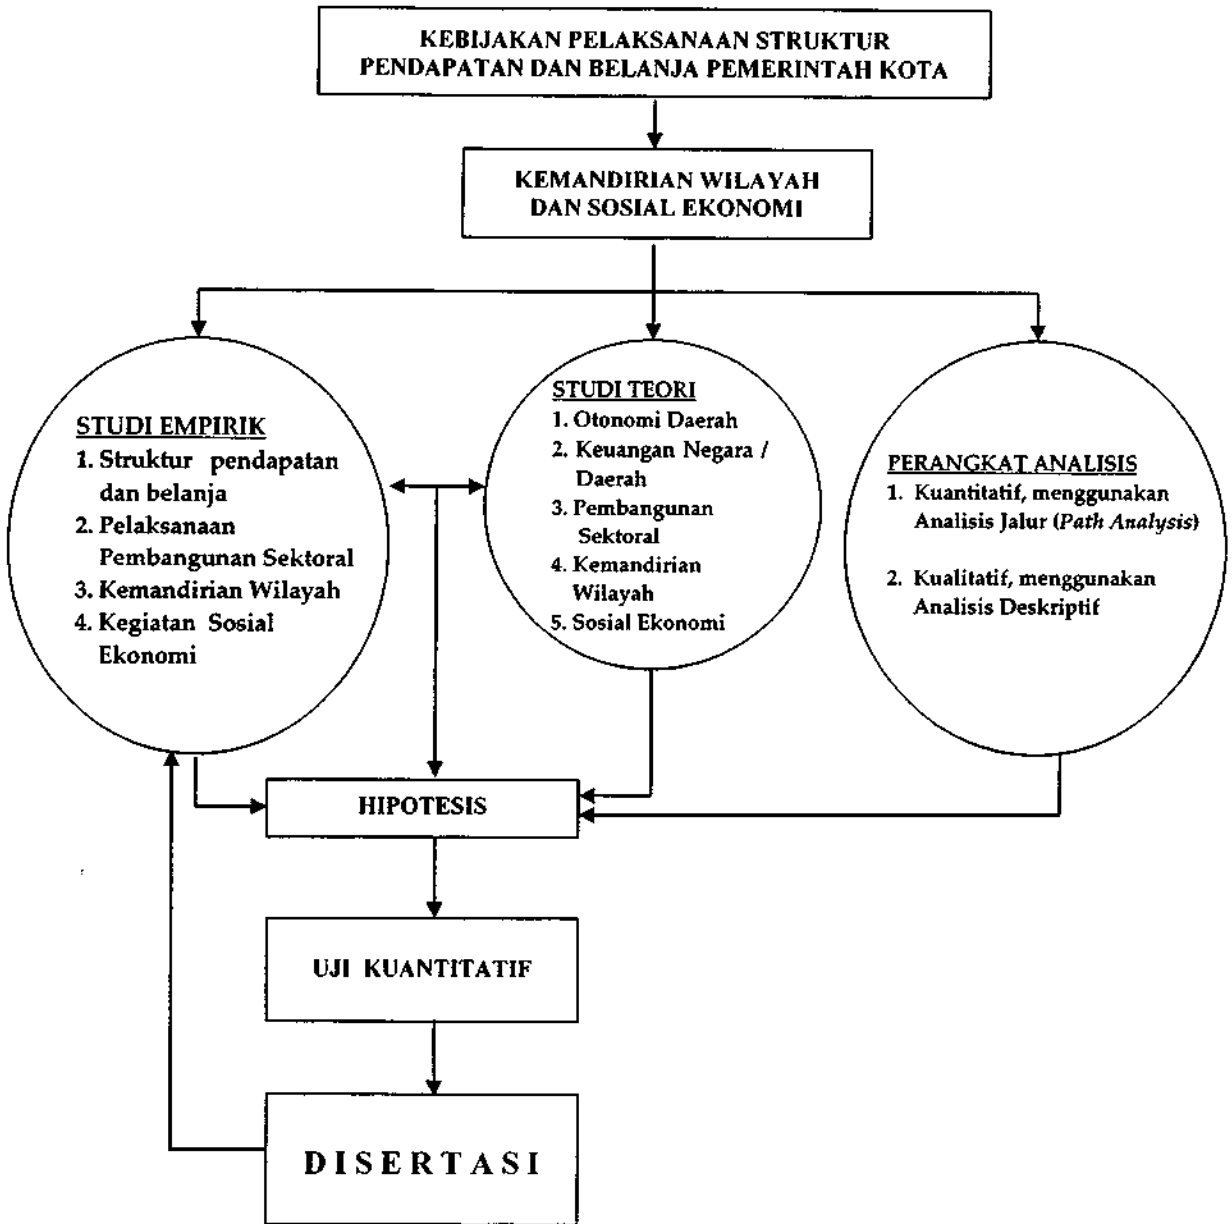 KEBIJAKAN PELAKSANAAN STRUKTUR
PENDAPATAN DAN BELANJA PEMERINTAH KOTA
KEMANDIRIAN WILAYAH
DAN SOSIAL EKONOMI
STUDI EMPIRIK
1. Struktur pendapatan
dan belanja
2. Pelaksanaan
Pembangunan Sektoral
3. Kemandirian Wilayah
4. Kegiatan Sosial
Ekonomi
STUDI TEORI
1. Otonomi Daerah
2. Keuangan Negara /
Daerah
3. Pembangunan
Sektoral
4. Kemandirian
Wilayah
5. Sosial Ekonomi
PERANGKAT ANALISIS
1. Kuantitatif, menggunakan
Analisis Jalur (Path Analysis)
2. Kualitatif, menggunakan
Analisis Deskriptif
HIPOTESIS
UJI KUANTITATIF
DISERTASI